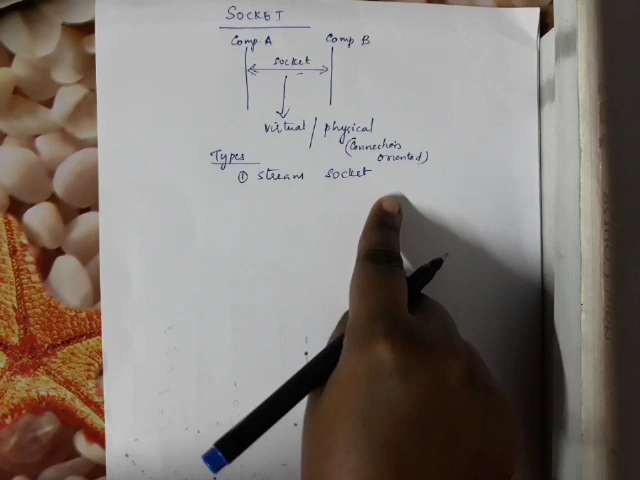 SOCKET
Comp. A Comp B
socket
virtual / physical
(Connection
oriented)
Types
① Stream socket